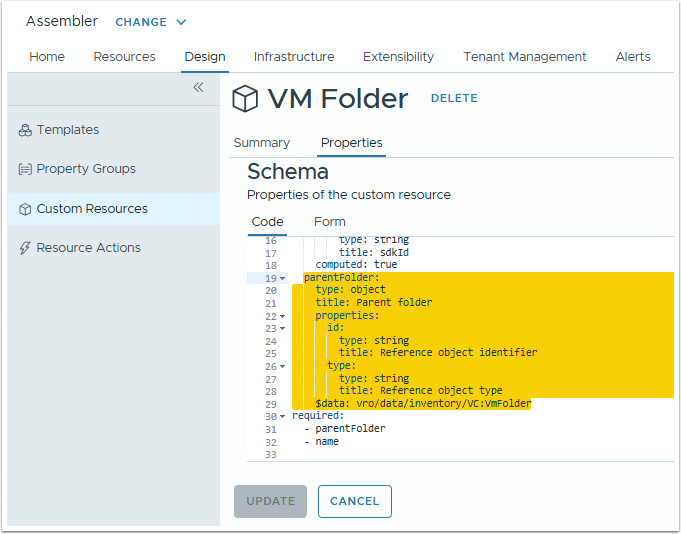 Assembler CHANGE
Home Resources Design Infrastructure Extensibility Tenant Management Alerts
VM Folder DELETE
Templates
Property Groups
Custom Resources
Resource Actions
Summary Properties
Schema
Properties of the custom resource
Code Form
16 type: string
17 title: sdkId
18 computed: true
19 parentFolder:
20 type: object
21 title: Parent folder
22 properties:
23 id:
24 type: string
25 title: Reference object identifier
26 type:
27 type: string
28 title: Reference object type
29 $data: vro/data/inventory/VC:VmFolder
30 required:
31 - parentFolder
32 - name
33
UPDATE CANCEL